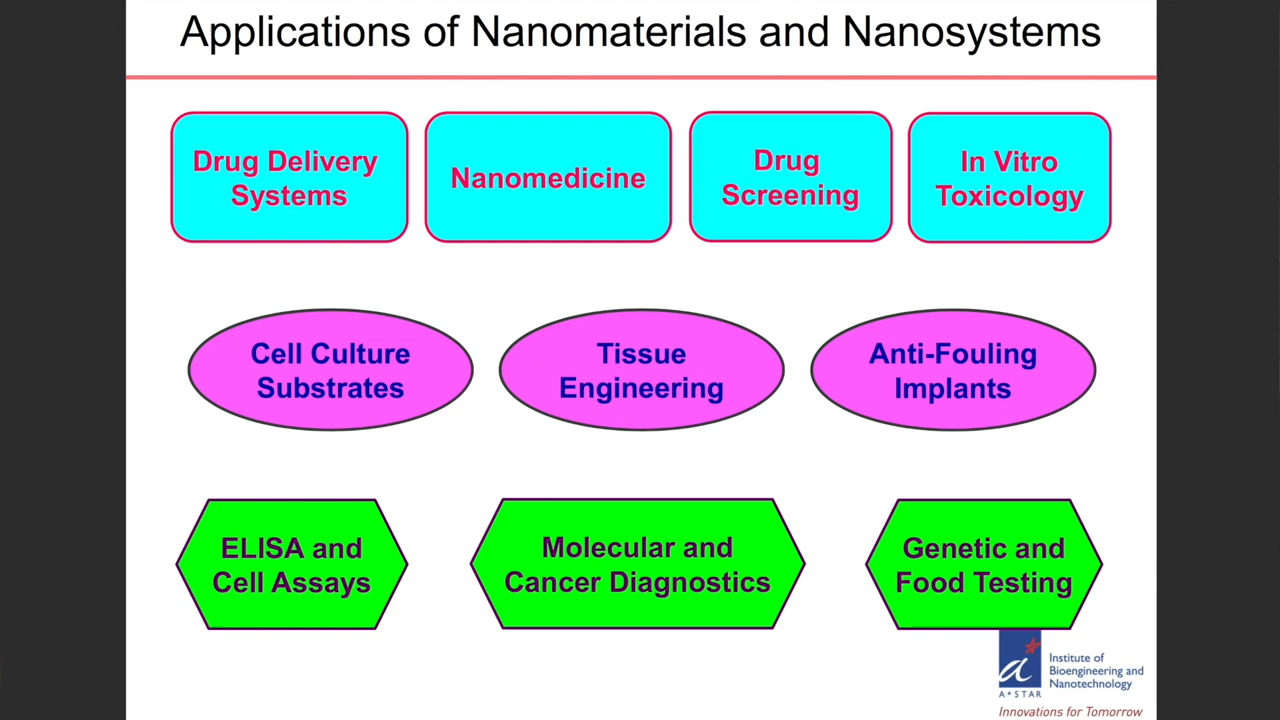 Applications of Nanomaterials and Nanosystems
Drug Delivery
Systems
Nanomedicine
Drug
Screening
In Vitro
Toxicology
Cell Culture
Substrates
Tissue
Engineering
Anti-Fouling
Implants
ELISA and
Cell Assays
Molecular and
Cancer Diagnostics
Genetic and
Food Testing
a
A*STAR
Institute of
Bioengineering and
Nanotechnology
Innovations for Tomorrow